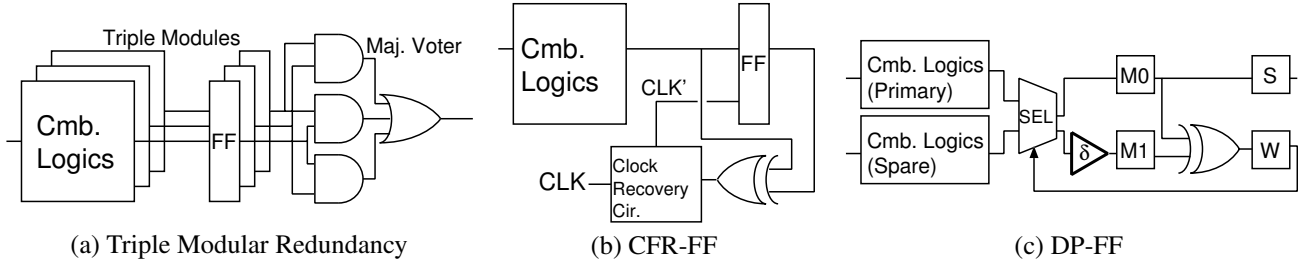 Triple Modules
Maj. Voter
Cmb.
Logics
FF
(a) Triple Modular Redundancy
Cmb.
Logics
FF
CLK'
CLK
Clock
Recovery
Cir.
(b) CFR-FF
Cmb. Logics
(Primary)
Cmb. Logics
(Spare)
SEL
M0
S
δ
M1
W
(c) DP-FF